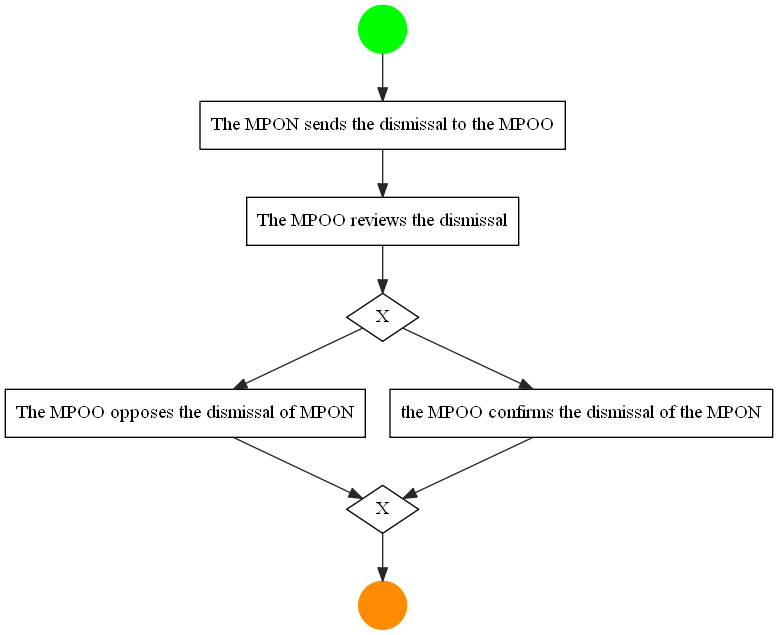 The MPON sends the dismissal to the MPOO
The MPOO reviews the dismissal
X
The MPOO opposes the dismissal of MPON
the MPOO confirms the dismissal of the MPON
X